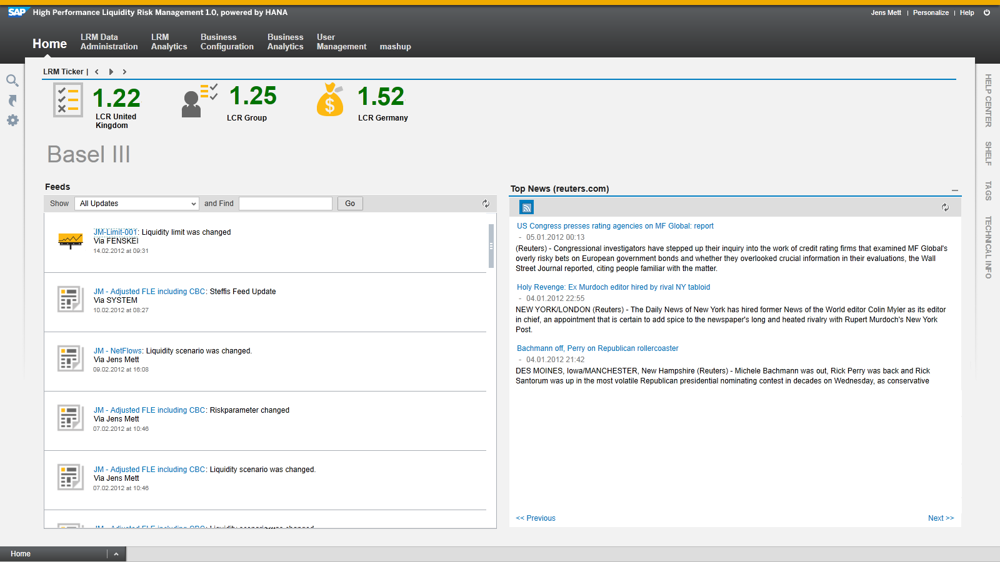 SAP High Performance Liquidity Risk Management 1.0, powered by HANA
Jens Mett | Personalize | Help
Home
LRM Data Administration
LRM Analytics
Business Configuration
Business Analytics
User Management
mashup
LRM Ticker |
1.22
LCR United
Kingdom
1.25
LCR Group
1.52
LCR Germany
Basel III
Feeds
Show All Updates and Find Go
JM-Limit-001: Liquidity limit was changed
Via FENSKEI
14.02.2012 at 09:31
JM - Adjusted FLE including CBC: Steffis Feed Update
Via SYSTEM
10.02.2012 at 08:27
JM - NetFlows: Liquidity scenario was changed.
Via Jens Mett
09.02.2012 at 16:08
JM - Adjusted FLE including CBC: Riskparameter changed
Via Jens Mett
07.02.2012 at 10:46
JM - Adjusted FLE including CBC: Liquidity scenario was changed.
Via Jens Mett
07.02.2012 at 10:46
JM - Adjusted FLE including CBC: Liquidity scenario was changed
Top News (reuters.com)
US Congress presses rating agencies on MF Global: report
- 05.01.2012 00:13
(Reuters) - Congressional investigators have stepped up their inquiry into the work of credit rating firms that examined MF Global's
overly risky bets on European government bonds and whether they overlooked crucial information in their evaluations, the Wall
Street Journal reported, citing people familiar with the matter.
Holy Revenge: Ex Murdoch editor hired by rival NY tabloid
- 04.01.2012 22:55
NEW YORK/LONDON (Reuters) - The Daily News of New York has hired former News of the World editor Colin Myler as its editor
in chief, an appointment that is certain to add spice to the newspaper's long and heated rivalry with Rupert Murdoch's New York
Post.
Bachmann off, Perry on Republican rollercoaster
- 04.01.2012 21:42
DES MOINES, Iowa/MANCHESTER, New Hampshire (Reuters) - Michele Bachmann was out, Rick Perry was back and Rick
Santorum was up in the most volatile Republican presidential nominating contest in decades on Wednesday, as conservative
<< Previous
Next >>
HELP CENTER
SHELF
TAGS
TECHNICAL INFO
Home